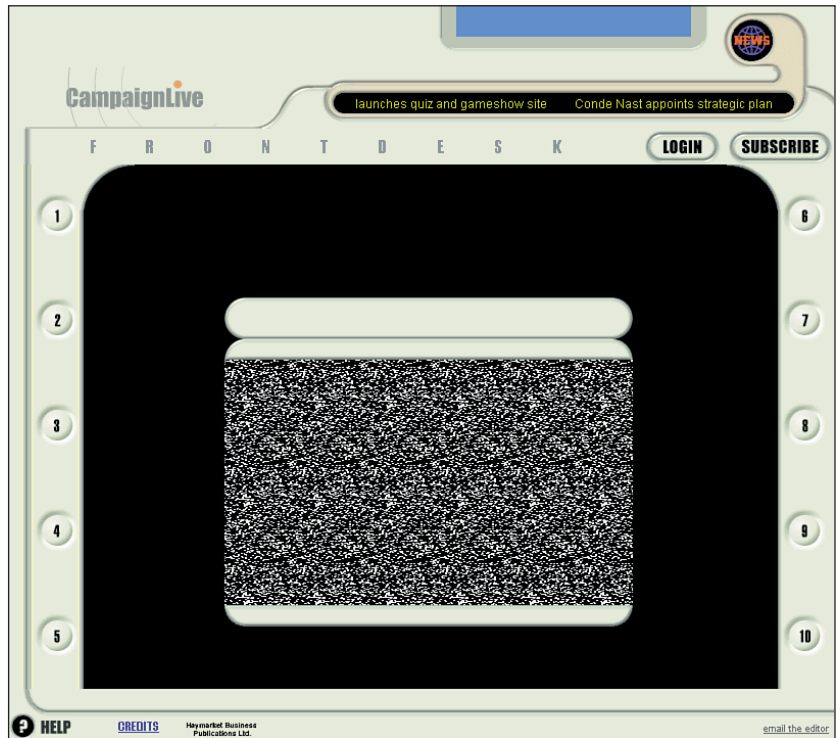 NEWS
CampaignLive
launches quiz and gameshow site Conde Nast appoints strategic plan
FRONTDESK
LOGIN
SUBSCRIBE
1
6
2
7
3
8
4
9
5
10
? HELP
CREDITS
Haymarket Business
Publications Ltd.
email the editor